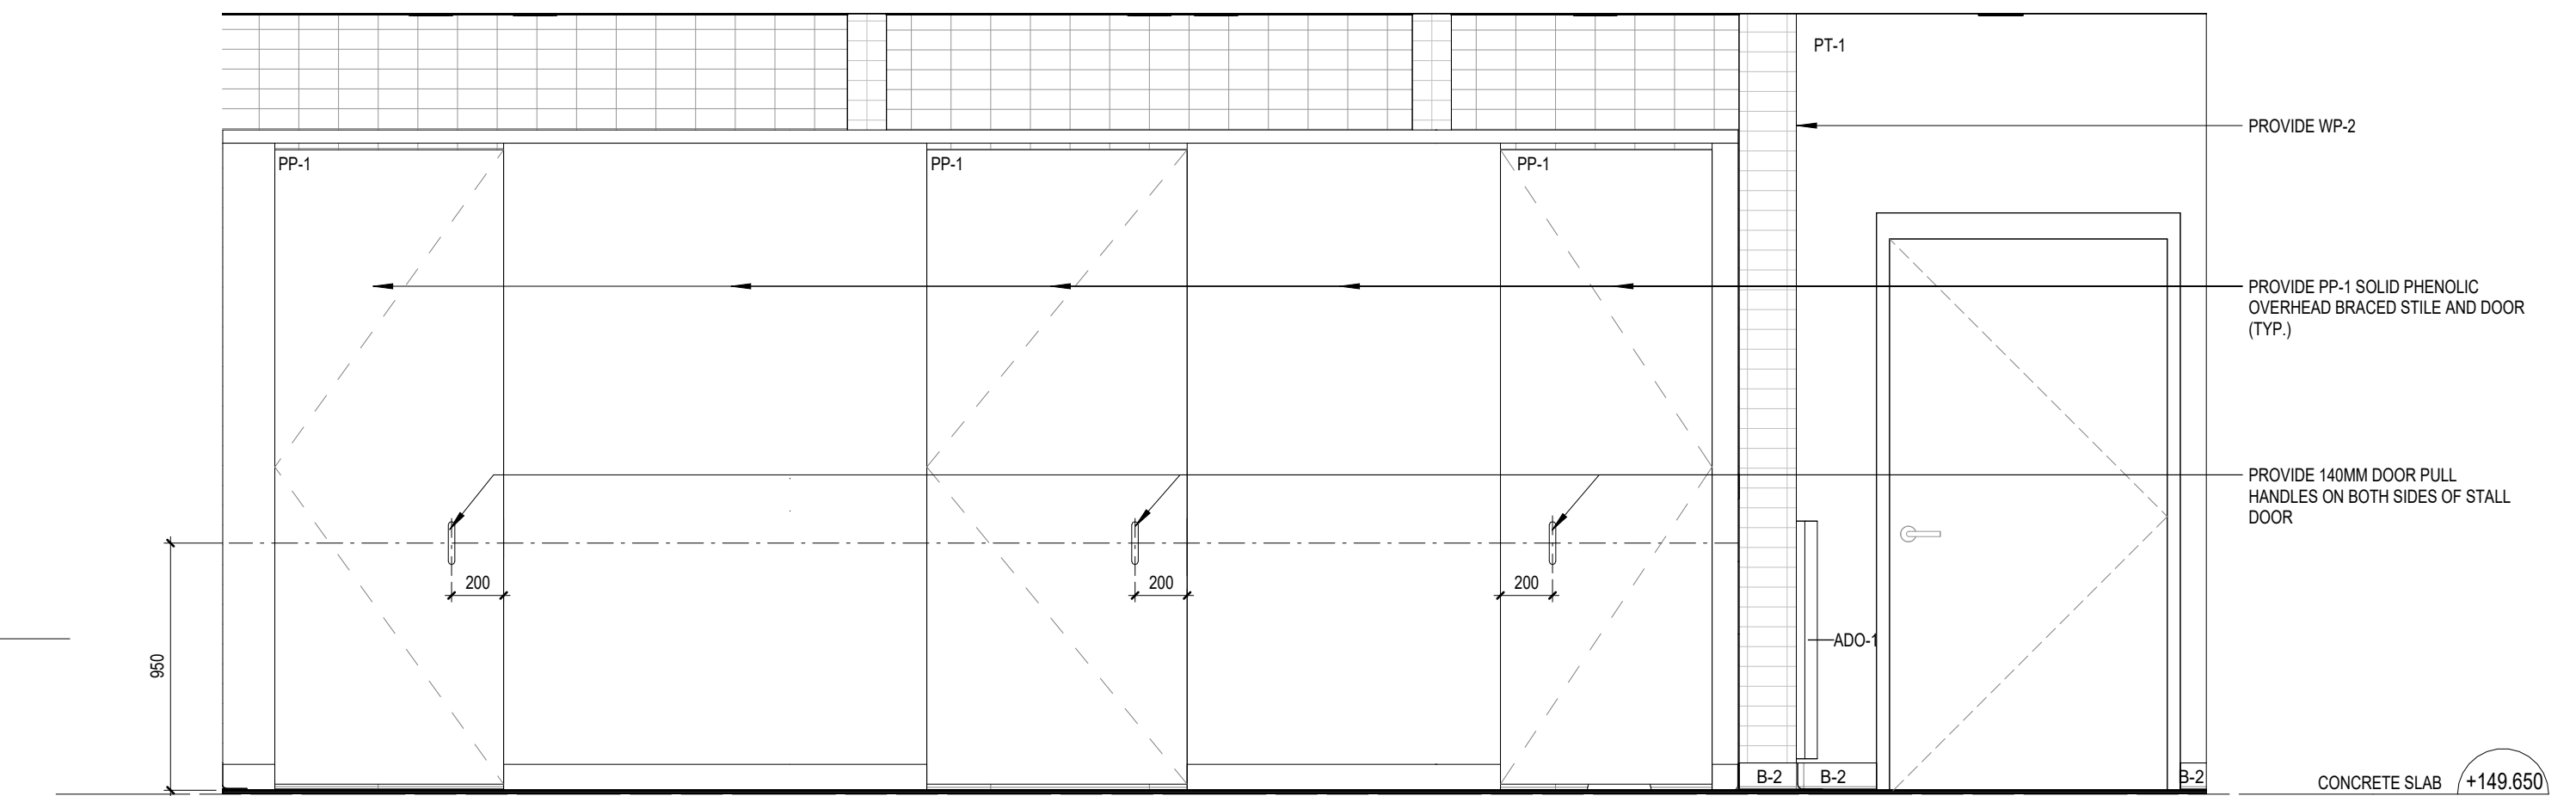 PT-1
PROVIDE WP-2
PP-1
PP-1
PP-1
PROVIDE PP-1 SOLID PHENOLIC
OVERHEAD BRACED STILE AND DOOR
(TYP.)
PROVIDE 140MM DOOR PULL
HANDLES ON BOTH SIDES OF STALL
DOOR
200
200
200
950
ADO-1
B-2
B-2
B-2
CONCRETE SLAB
+149.650